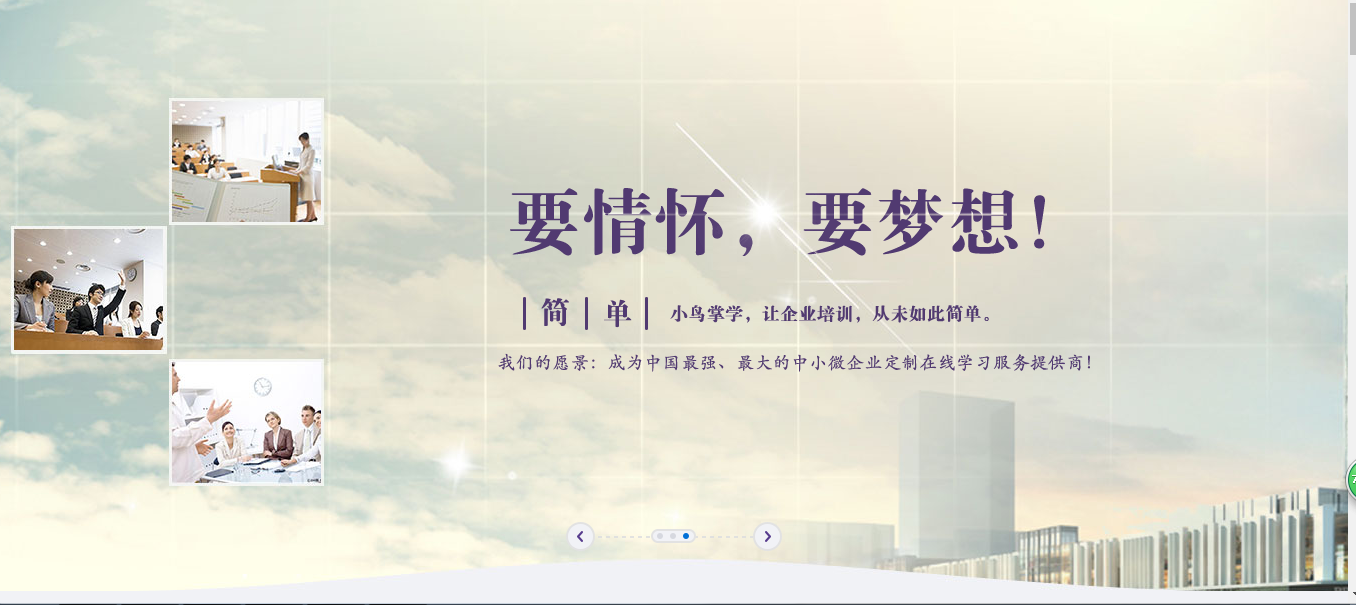 要情怀，要梦想！
简 单 小鸟掌学，让企业培训，从未如此简单。
我们的愿景：成为中国最强、最大的中小微企业定制在线学习服务提供商！